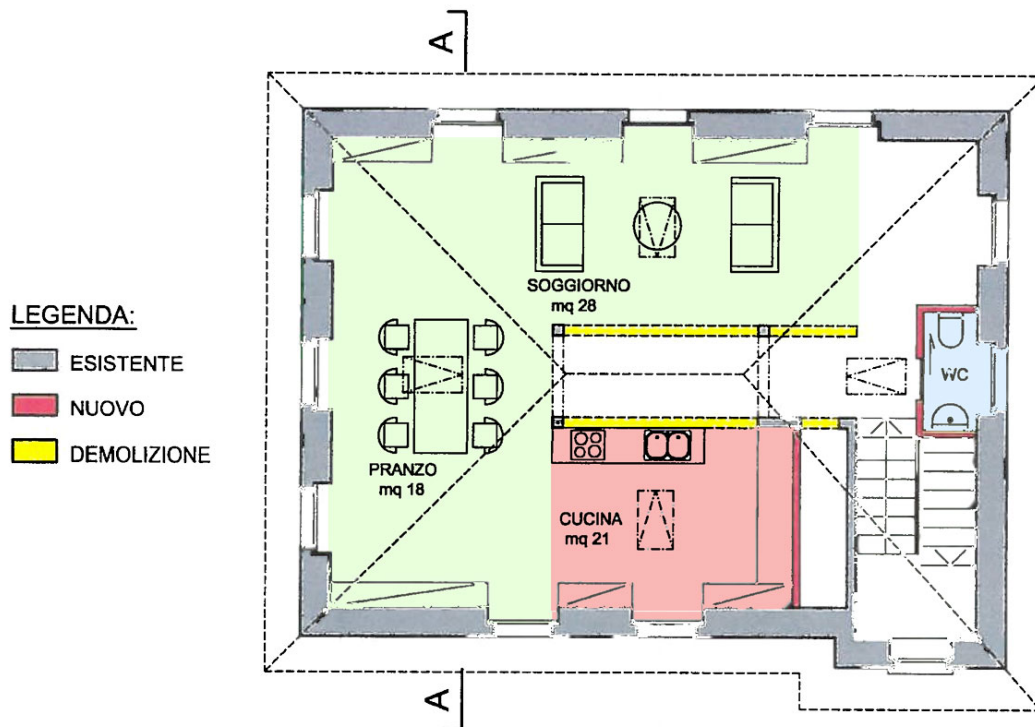 A
LEGENDA:
ESISTENTE
NUOVO
DEMOLIZIONE
SOGGIORNO
mq 28
WC
PRANZO
mq 18
CUCINA
mq 21
A